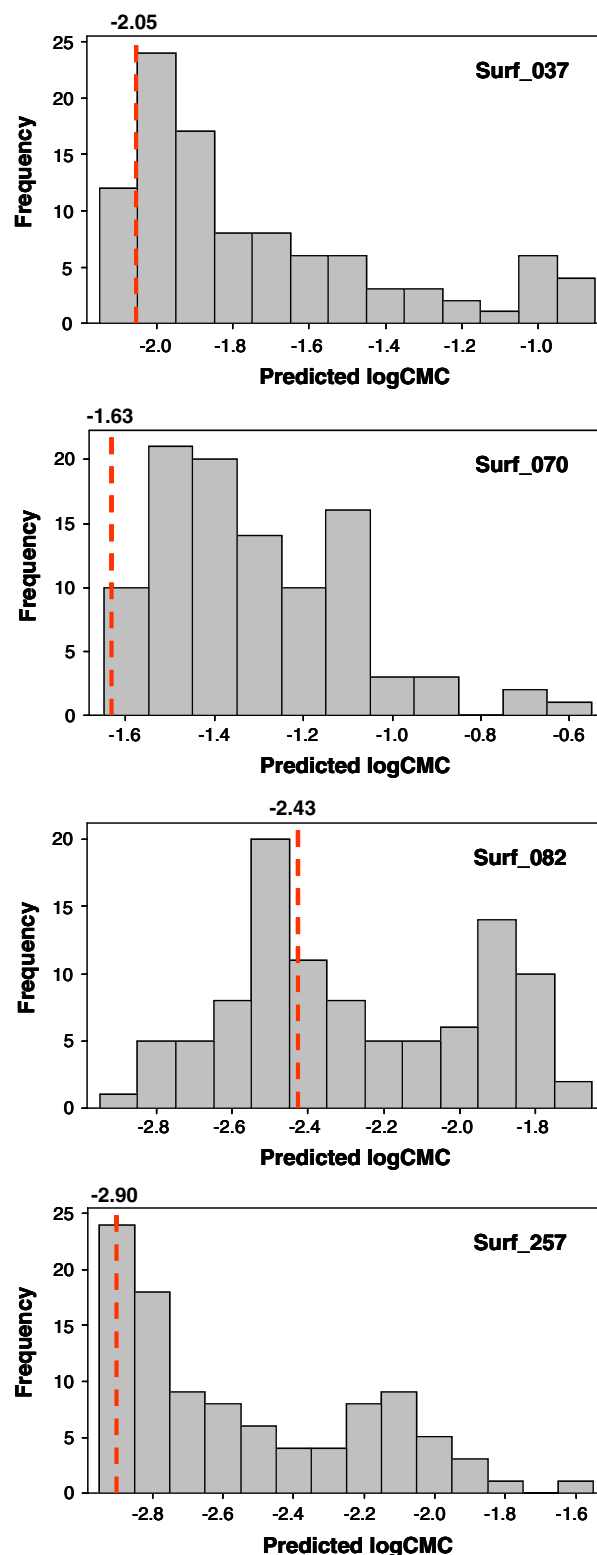 -2.05
25
Surf_037
20
15
10
5
0
Frequency
-2.0 -1.8 -1.6 -1.4 -1.2 -1.0
Predicted logCMC
-1.63
Surf_070
20
15
10
5
0
Frequency
-1.6 -1.4 -1.2 -1.0 -0.8 -0.6
Predicted logCMC
-2.43
20
Surf_082
15
10
5
0
Frequency
-2.8 -2.6 -2.4 -2.2 -2.0 -1.8
Predicted logCMC
-2.90
25
Surf_257
20
15
10
5
0
Frequency
-2.8 -2.6 -2.4 -2.2 -2.0 -1.8 -1.6
Predicted logCMC